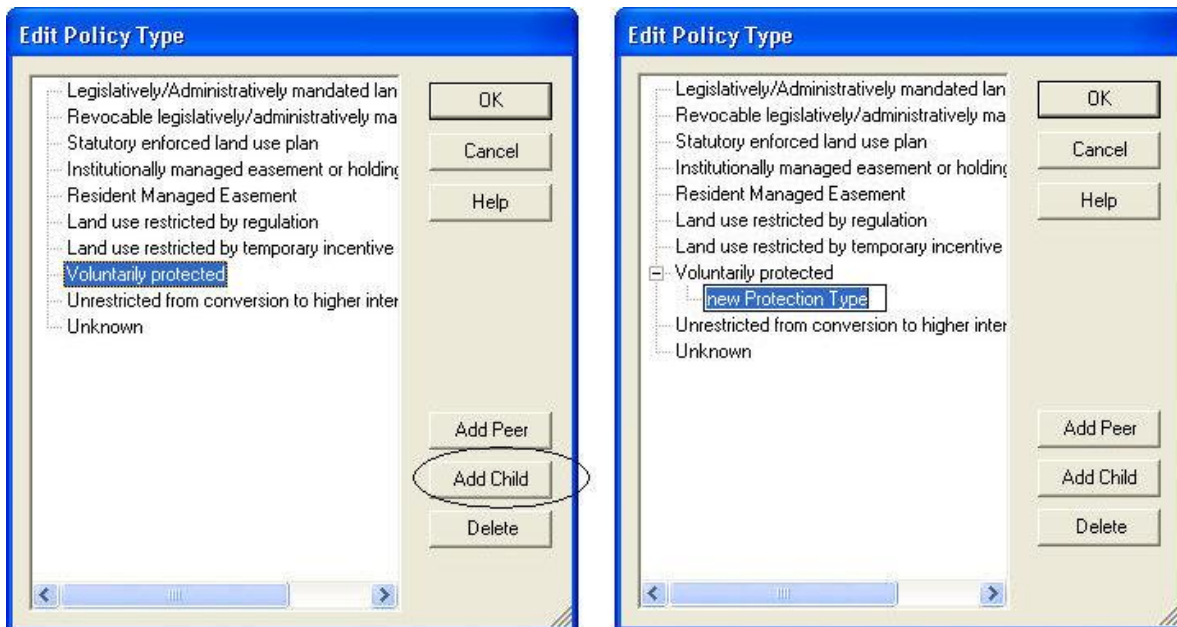 Edit Policy Type
Legislatively/Administratively mandated lan
Revocable legislatively/administratively ma
Statutory enforced land use plan
Institutionally managed easement or holding
Resident Managed Easement
Land use restricted by regulation
Land use restricted by temporary incentive
Voluntarily protected
Unrestricted from conversion to higher inter
Unknown
OK
Cancel
Help
Add Peer
Add Child
Delete
Edit Policy Type
Legislatively/Administratively mandated lan
Revocable legislatively/administratively ma
Statutory enforced land use plan
Institutionally managed easement or holding
Resident Managed Easement
Land use restricted by regulation
Land use restricted by temporary incentive
Voluntarily protected
new Protection Type
Unrestricted from conversion to higher inter
Unknown
OK
Cancel
Help
Add Peer
Add Child
Delete